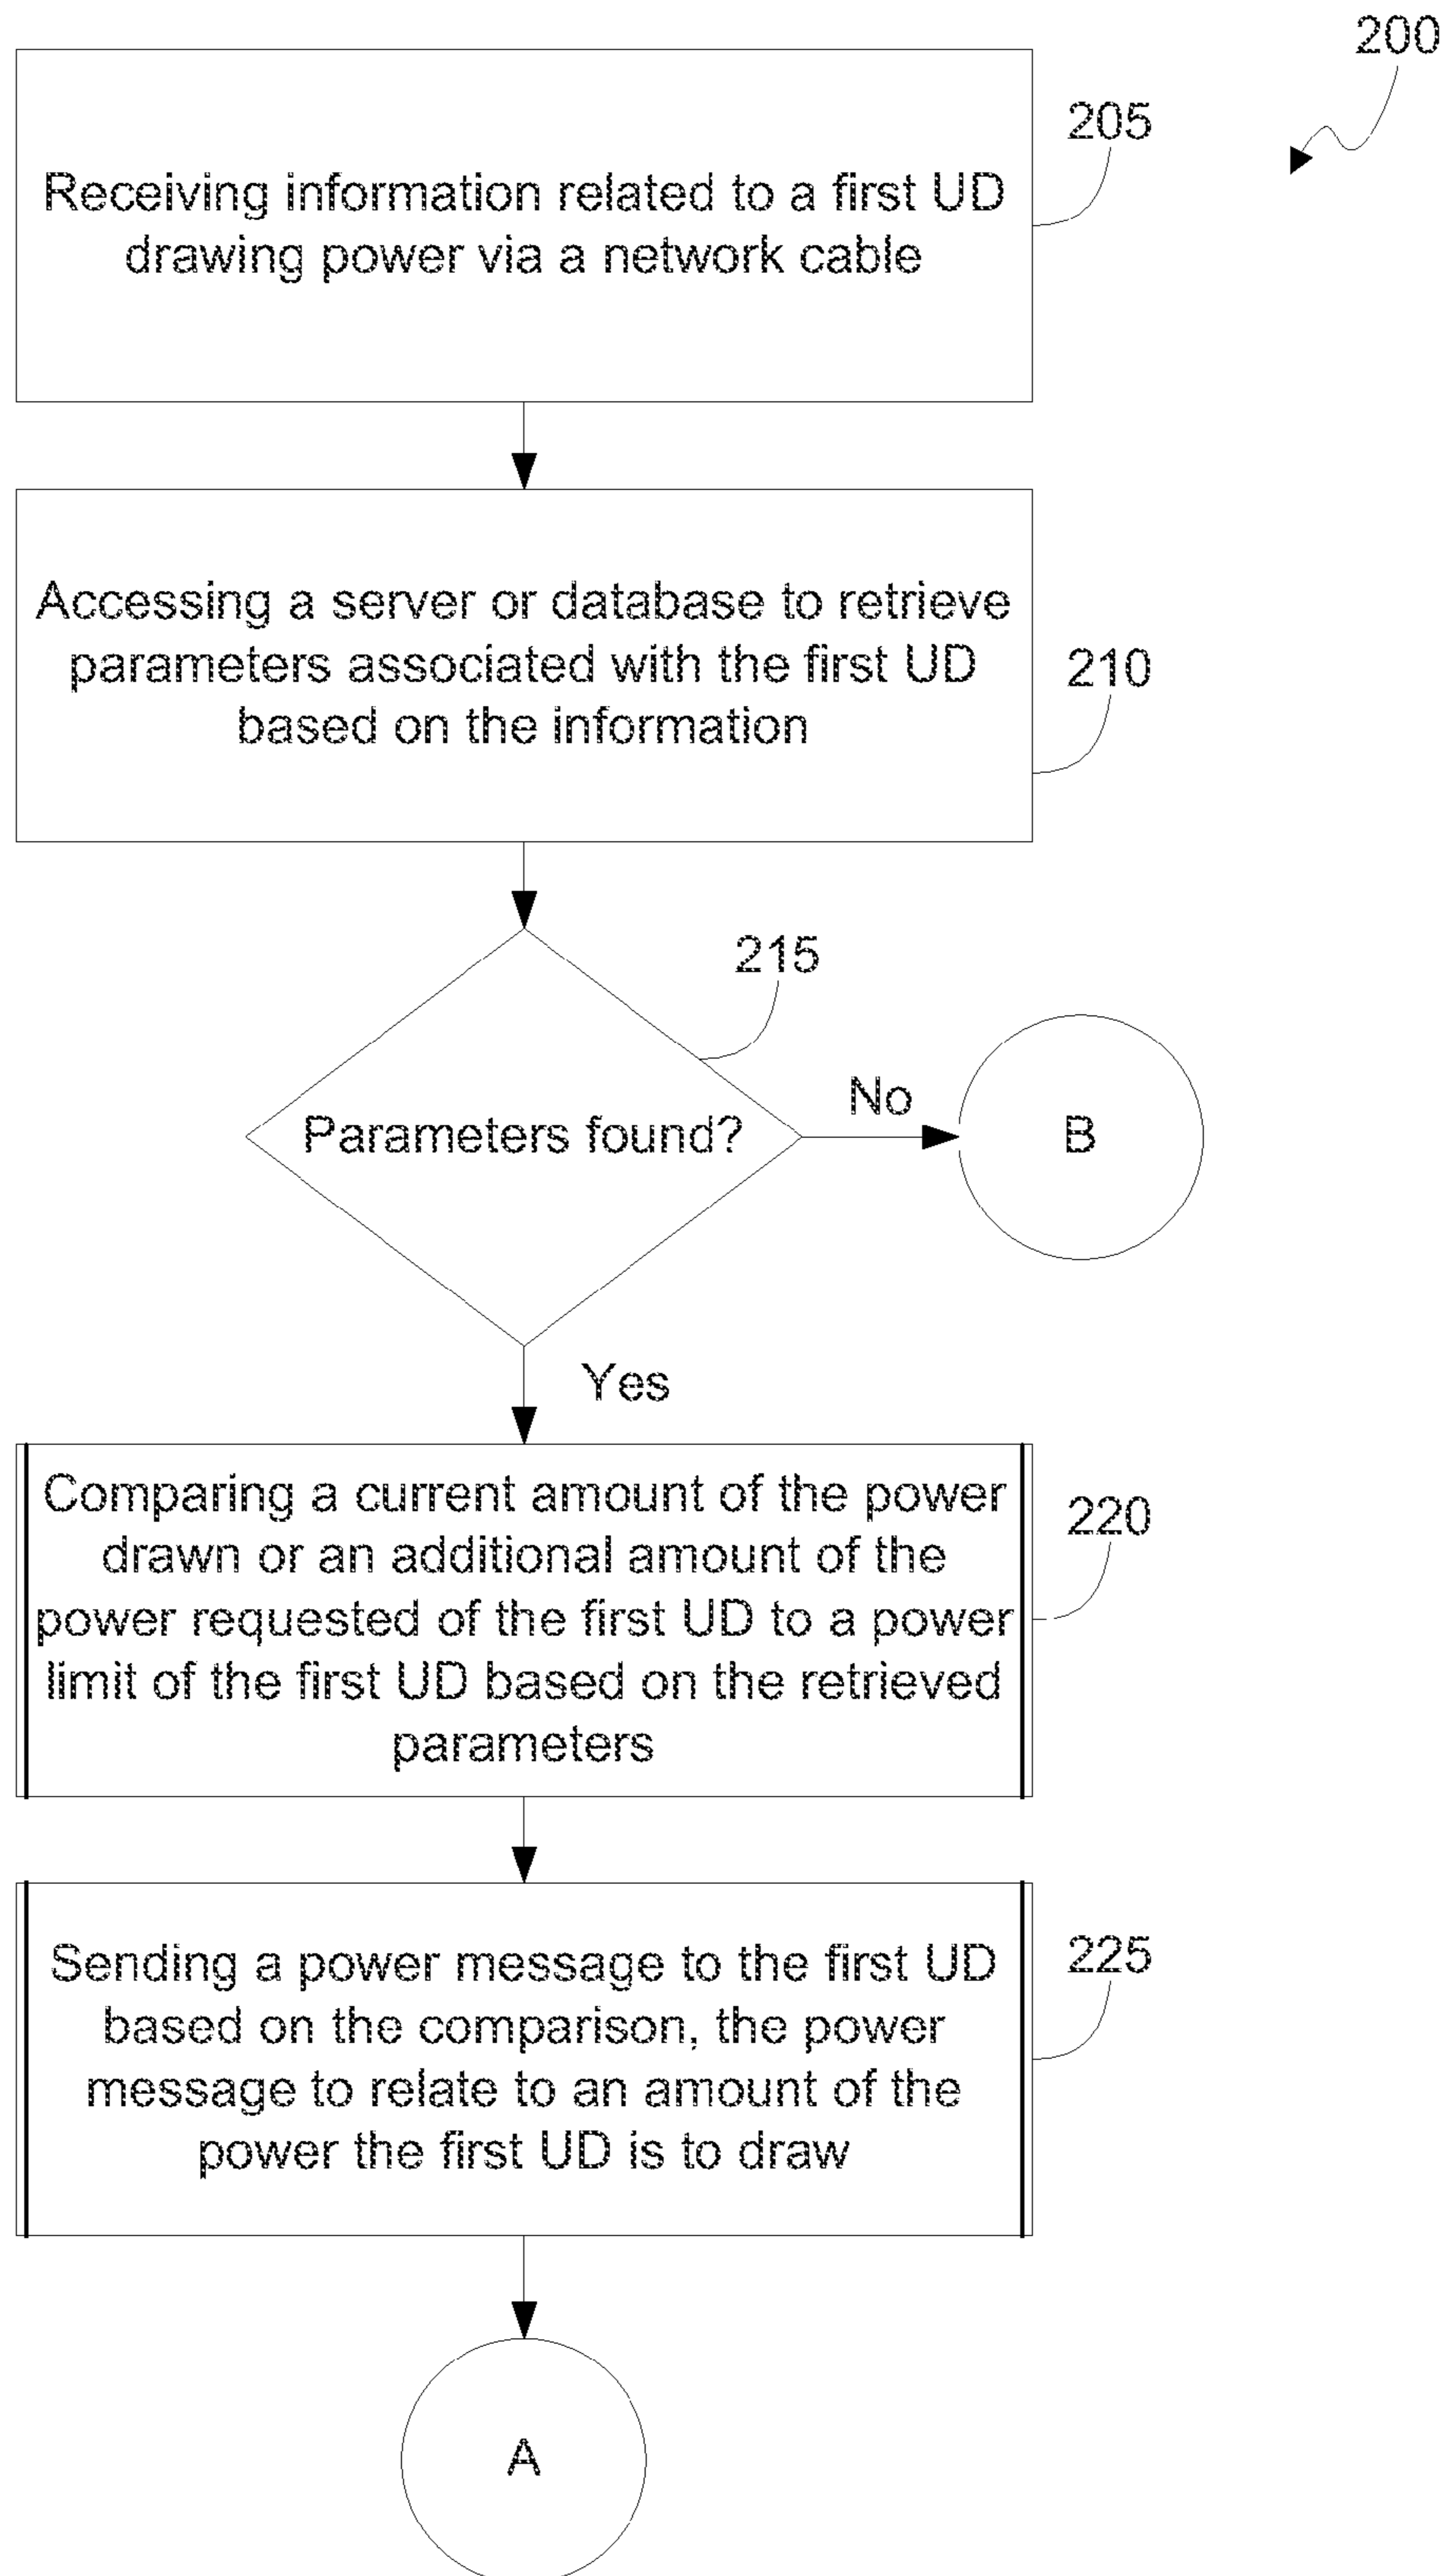 200
205
Receiving information related to a first UD
drawing power via a network cable
Accessing a server or database to retrieve
parameters associated with the first UD
based on the information
210
215
Parameters found?
No
B
Yes
Comparing a current amount of the power
drawn or an additional amount of the
power requested of the first UD to a power
limit of the first UD based on the retrieved
parameters
220
Sending a power message to the first UD
based on the comparison, the power
message to relate to an amount of the
power the first UD is to draw
225
A